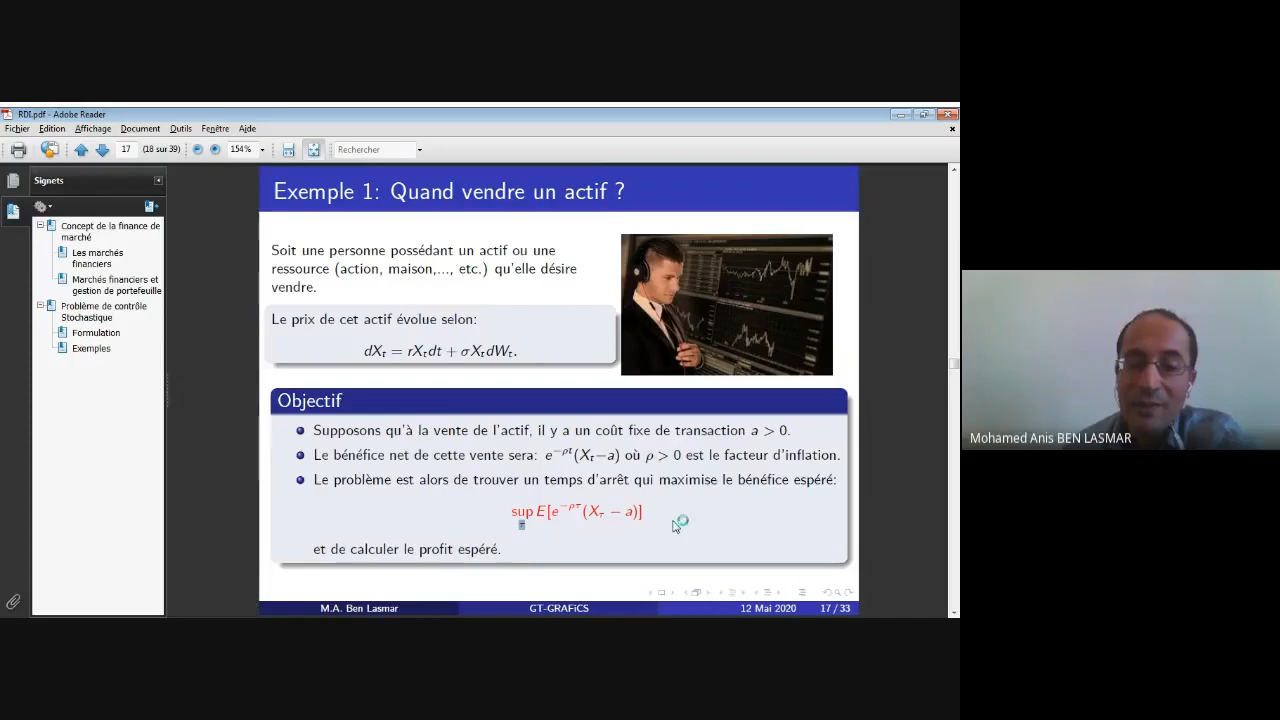 RDI.pdf - Adobe Reader
Fichier Edition Affichage Document Outils Fenêtre Aide
17 (18 sur 39) 154% Rechercher
Signets
Concept de la finance de
marché
Les marchés
financiers
Marchés financiers et
gestion de portefeuille
Problème de contrôle
Stochastique
Formulation
Exemples
Exemple 1: Quand vendre un actif ?
Soit une personne possédant un actif ou une
ressource (action, maison,..., etc.) qu'elle désire
vendre.
Le prix de cet actif évolue selon:
dXₜ = rXₜdt + σXₜdWₜ.
Objectif
Supposons qu'à la vente de l'actif, il y a un coût fixe de transaction a > 0.
Le bénéfice net de cette vente sera: e^{−ρt}(Xₜ−a) où ρ > 0 est le facteur d'inflation.
Le problème est alors de trouver un temps d'arrêt qui maximise le bénéfice espéré:
sup E[e^{−ρτ}(X_τ − a)]
τ
et de calculer le profit espéré.
M.A. Ben Lasmar GT-GRAFiCS 12 Mai 2020 17 / 33
Mohamed Anis BEN LASMAR